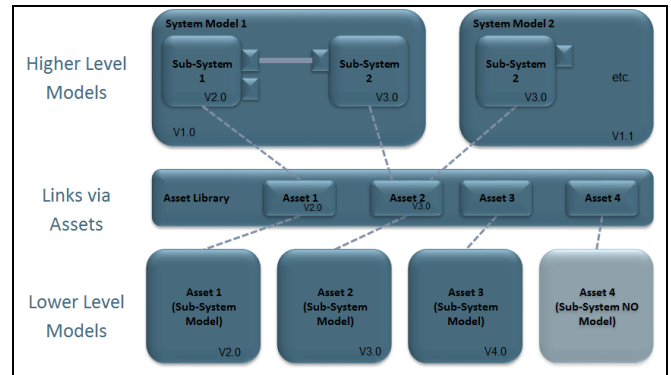 System Model 1
System Model 2
Higher Level
Models
Sub-System
1
V2.0
Sub-System
2
V3.0
Sub-System
2
V3.0
etc.
V1.0
V1.1
Links via
Assets
Asset Library
Asset 1
V2.0
Asset 2
V3.0
Asset 3
Asset 4
Lower Level
Models
Asset 1
(Sub-System
Model)
V2.0
Asset 2
(Sub-System
Model)
V3.0
Asset 3
(Sub-System
Model)
V4.0
Asset 4
(Sub-System NO
Model)